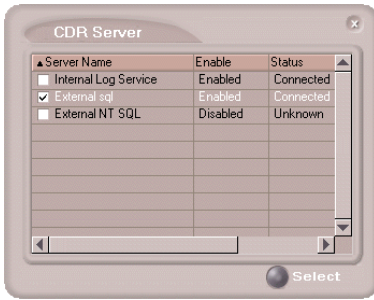 CDR Server
Server Name Enable Status
Internal Log Service Enabled Connected
External sql Enabled Connected
External NT SQL Disabled Unknown
Select